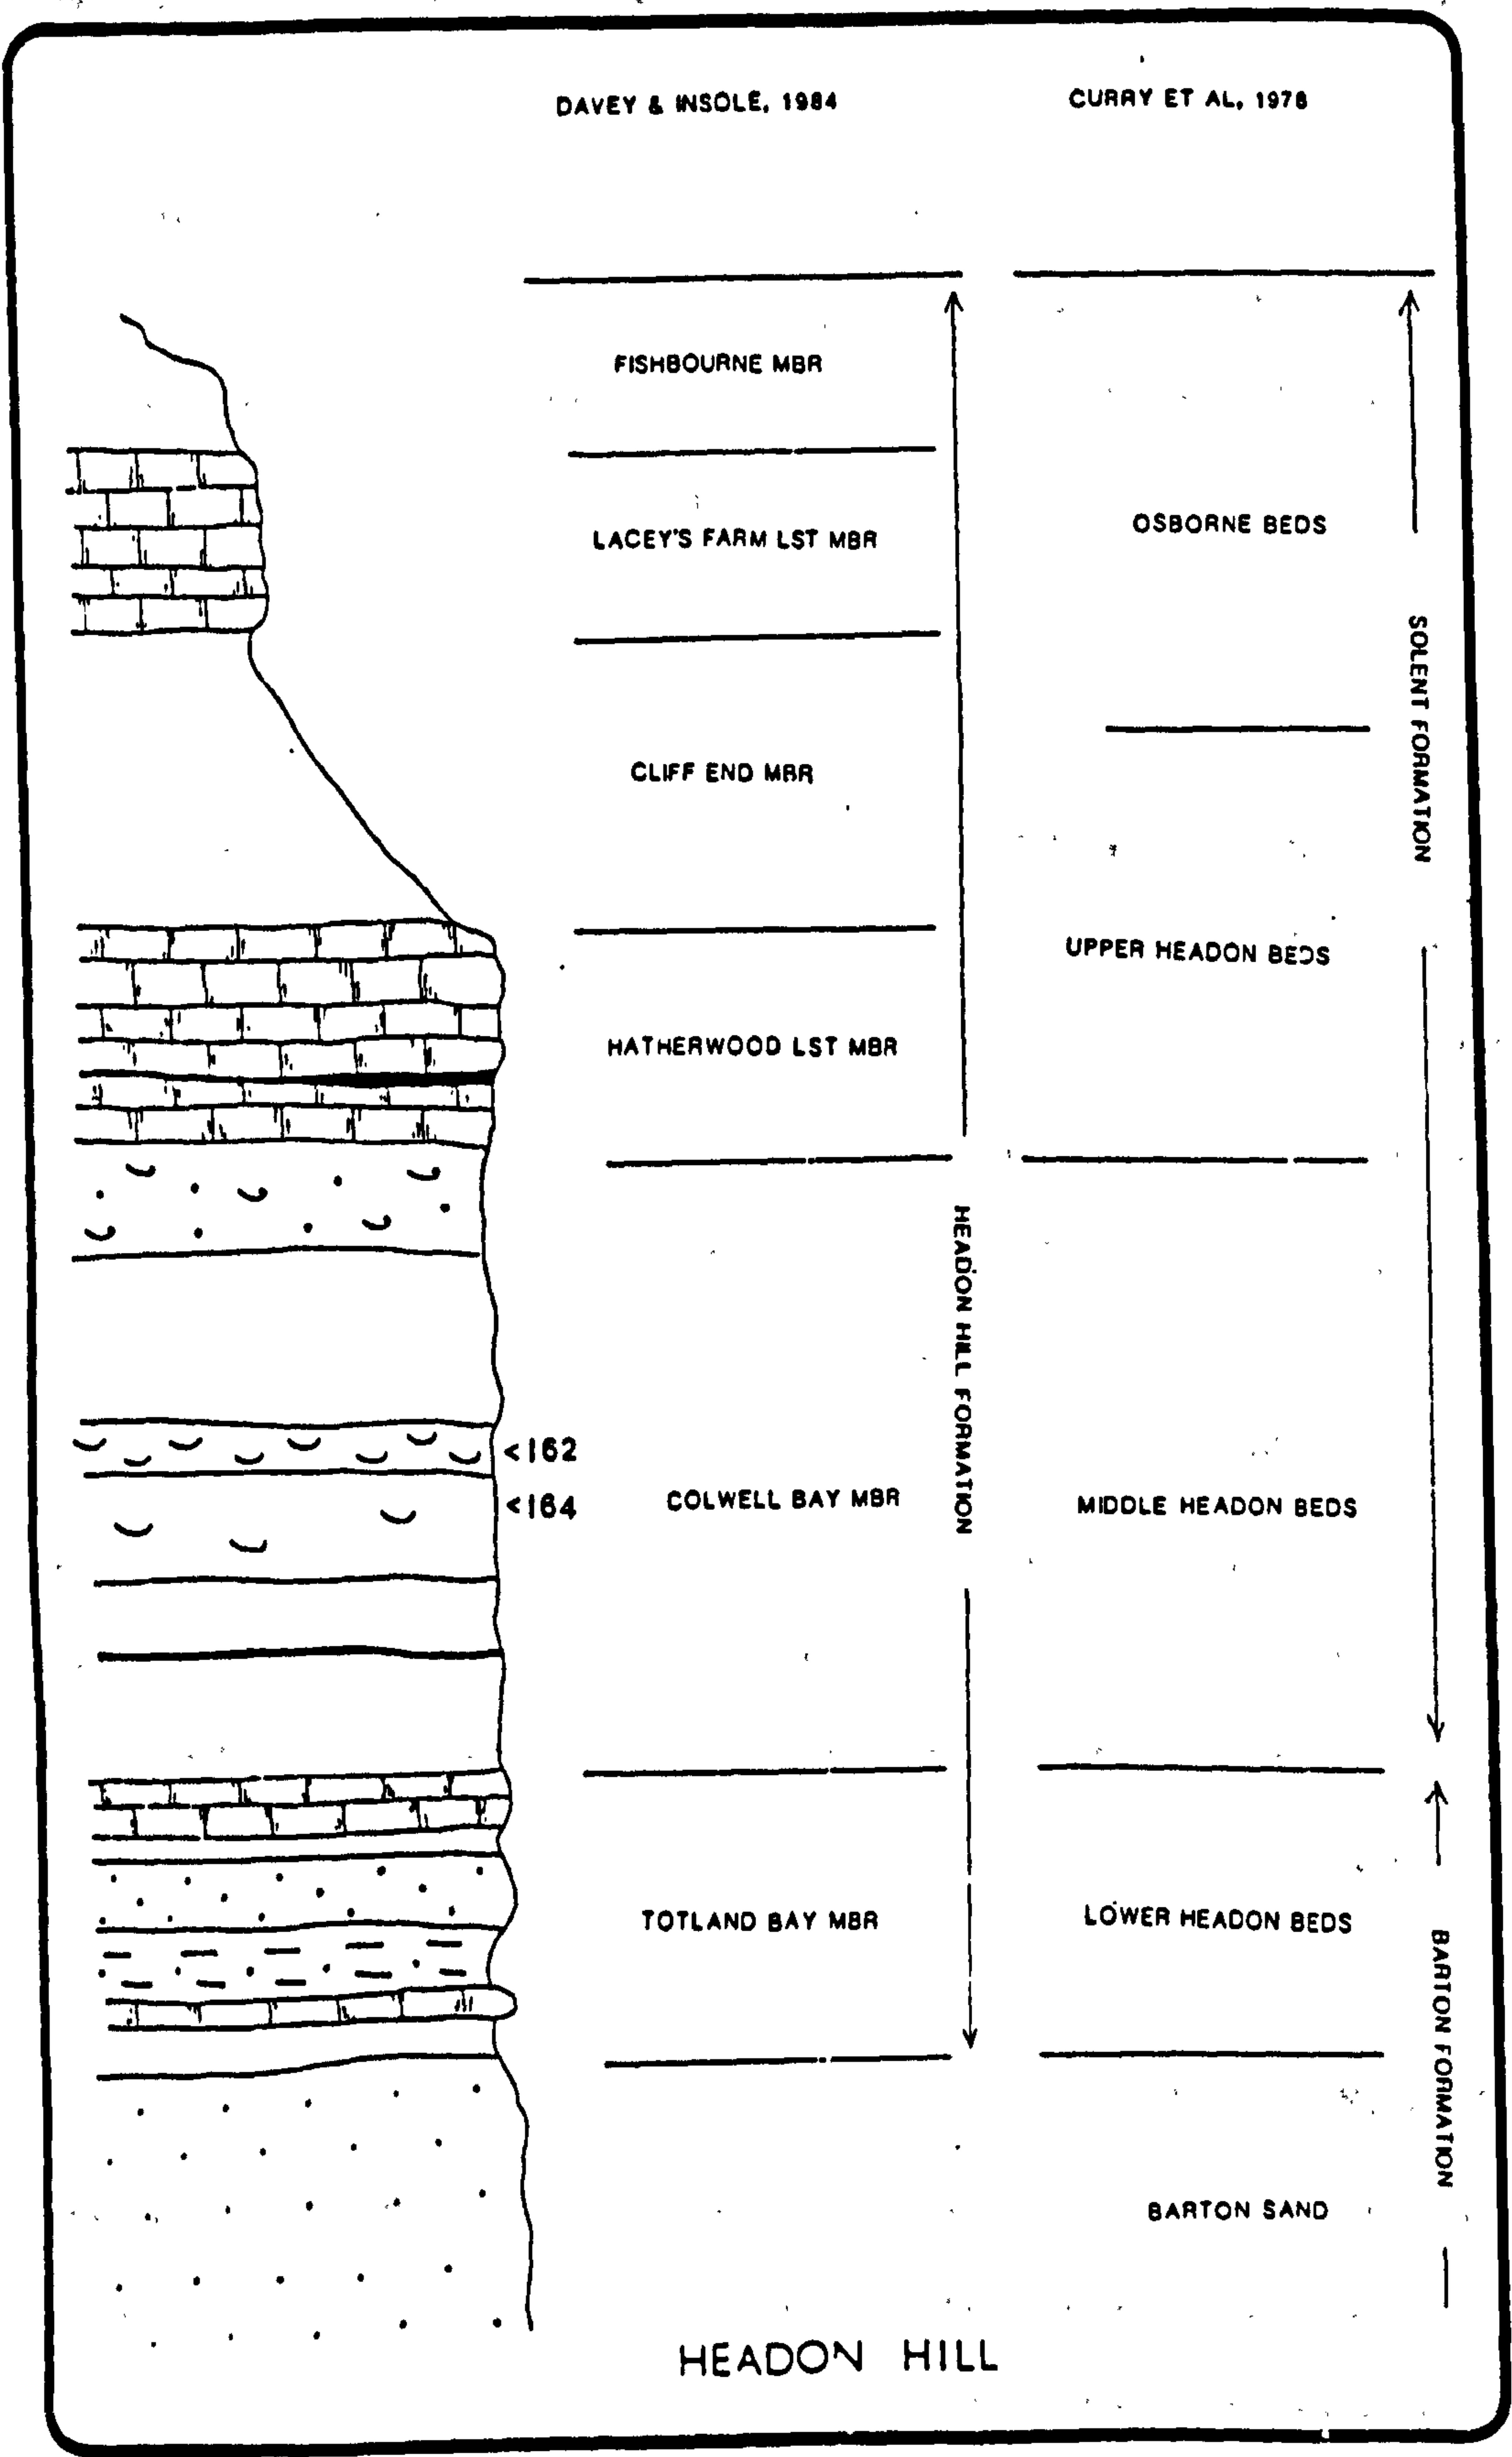 DAVEY & INSOLE, 1984
CURRY ET AL, 1978
FISHBOURNE MBR
LACEY'S FARM LST MBR
OSBORNE BEDS
SOLENT FORMATION
CLIFF END MBR
UPPER HEADON BEDS
HATHERWOOD LST MBR
HEADON HILL FORMATION
<162
<164
COLWELL BAY MBR
MIDDLE HEADON BEDS
TOTLAND BAY MBR
LOWER HEADON BEDS
BARTON FORMATION
BARTON SAND
HEADON HILL